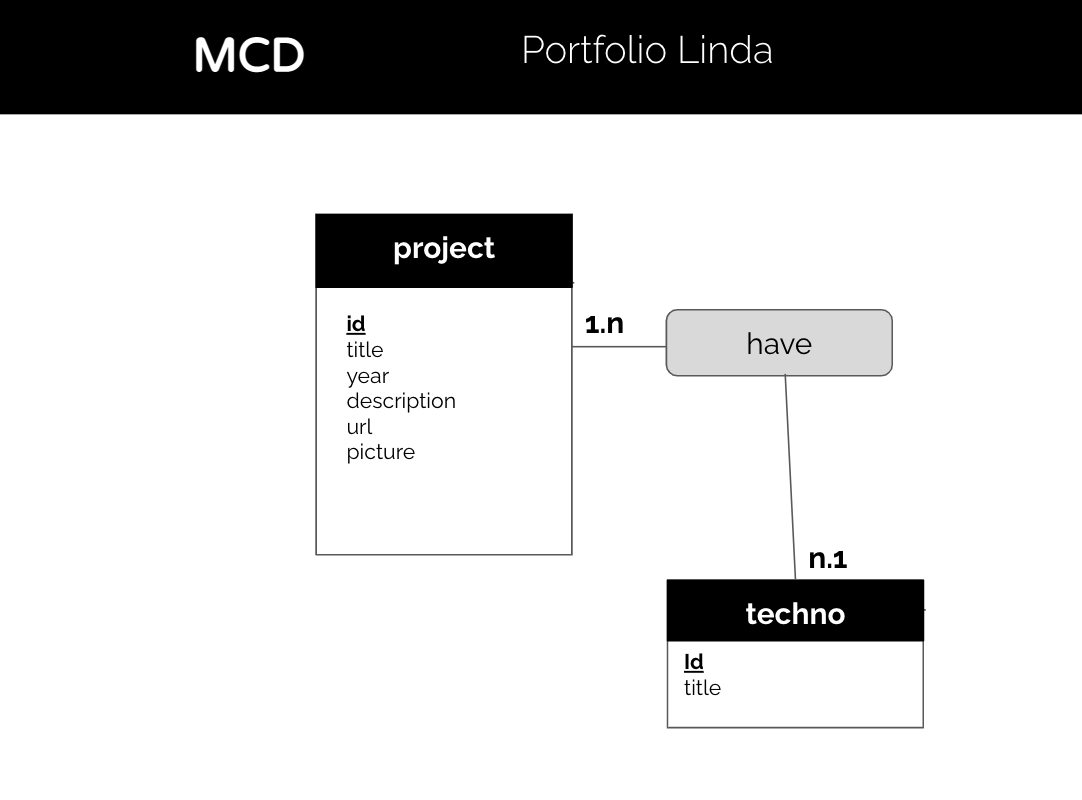 MCD
Portfolio Linda
project
id
title
year
description
url
picture
1.n
have
n.1
techno
Id
title